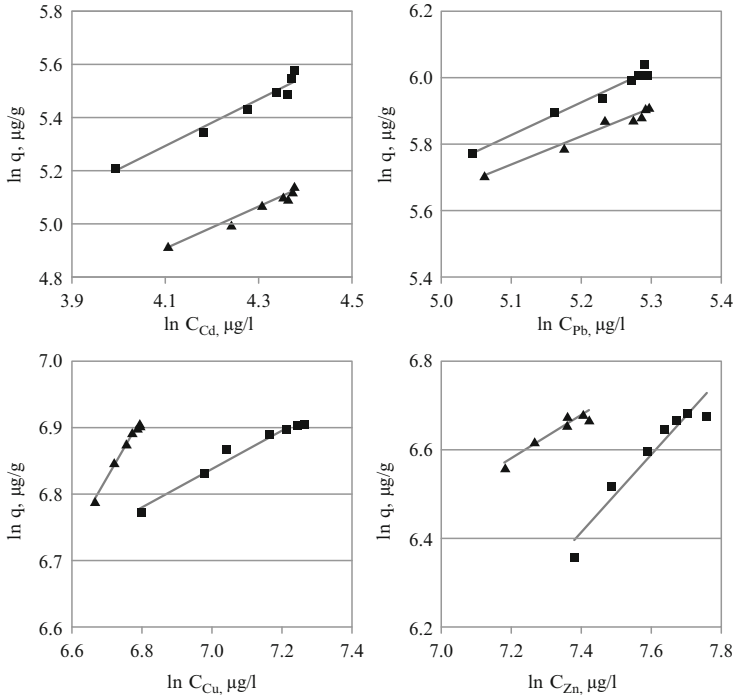 5.8
5.6
5.4
5.2
5.0
4.8
ln q, µg/g
3.9 4.1 4.3 4.5
ln C_Cd, µg/l
6.2
6.0
5.8
5.6
5.4
ln q, µg/g
5.0 5.1 5.2 5.3 5.4
ln C_Pb, µg/l
7.0
6.9
6.8
6.7
6.6
ln q, µg/g
6.6 6.8 7.0 7.2 7.4
ln C_Cu, µg/l
6.8
6.6
6.4
6.2
ln q, µg/g
7.0 7.2 7.4 7.6 7.8
ln C_Zn, µg/l